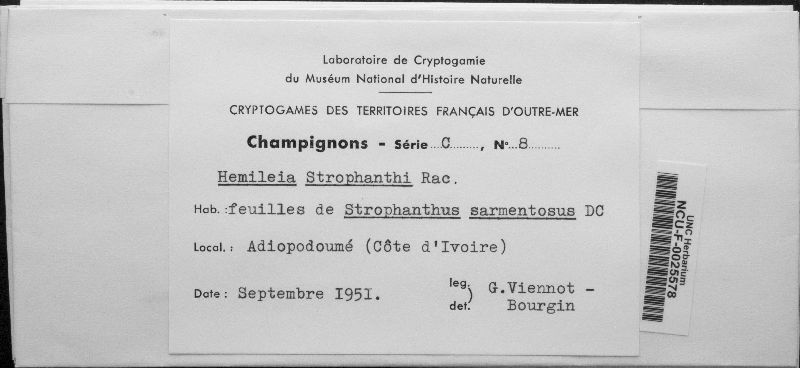 Laboratoire de Cryptogamie
du Muséum National d'Histoire Naturelle
CRYPTOGAMES DES TERRITOIRES FRANÇAIS D'OUTRE-MER
Champignons - Série...C........, N°...8..........
Hemileia Strophanthi Rac.
Hab. :feuilles de Strophanthus sarmentosus DC
Local. : Adiopodoumé (Côte d'Ivoire)
Date : Septembre I95I.
leg.) G.Viennot -
det. Bourgin
UNC Herbarium
NCU-F-0025578